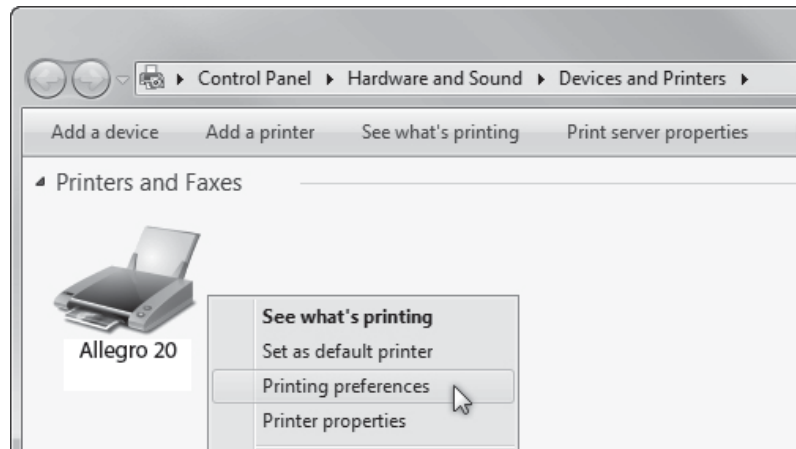 Control Panel Hardware and Sound Devices and Printers
Add a device Add a printer See what's printing Print server properties
Printers and Faxes
Allegro 20
See what's printing
Set as default printer
Printing preferences
Printer properties